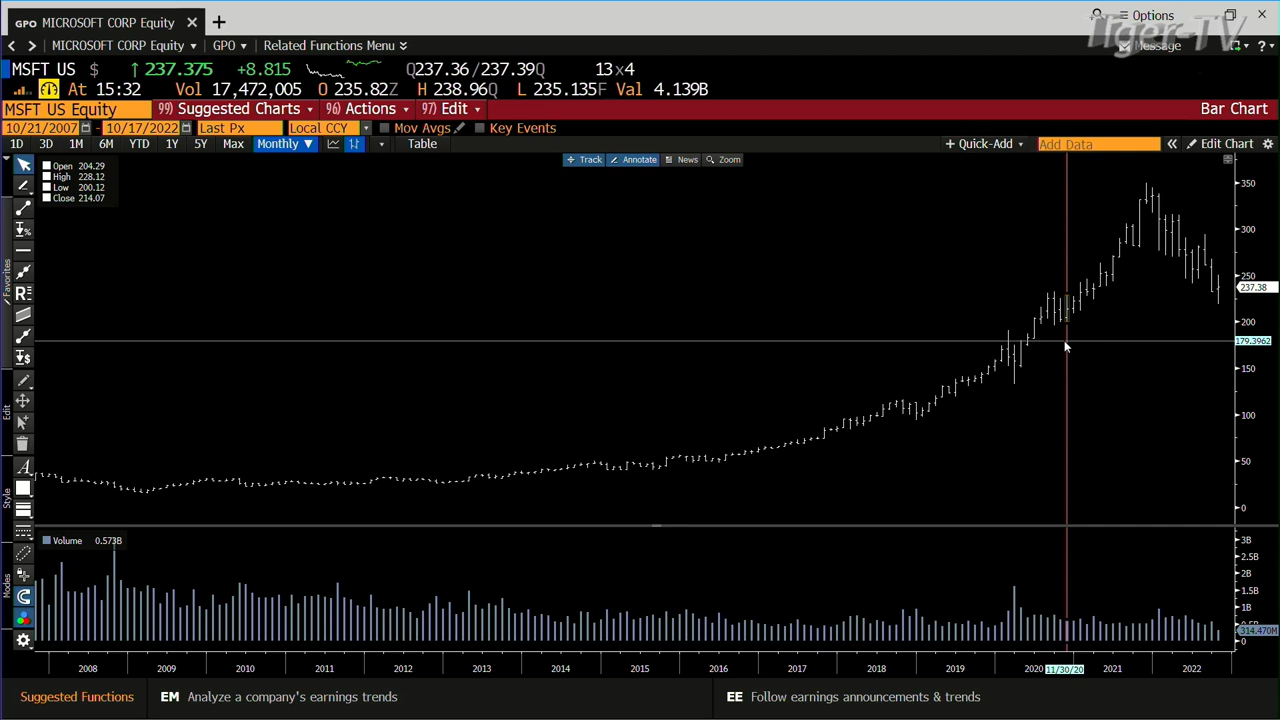 GPO MICROSOFT CORP Equity × +
Options
< > MICROSOFT CORP Equity ▾ GPO ▾ Related Functions Menu
Message
Tiger-TV
MSFT US $ ↑ 237.375 +8.815 Q237.36/237.39Q 13x4
At 15:32 Vol 17,472,005 O 235.82Z H 238.96Q L 235.135F Val 4.139B
MSFT US Equity 99) Suggested Charts 96) Actions 97) Edit Bar Chart
10/21/2007 - 10/17/2022 Last Px Local CCY Mov Avgs Key Events
1D 3D 1M 6M YTD 1Y 5Y Max Monthly ▼ Table + Quick-Add Add Data « Edit Chart
Track Annotate News Zoom
Open 204.29
High 228.12
Low 200.12
Close 214.07
350
300
250
237.38
200
179.3962
150
100
50
0
Favorites
Edit
Style
Modes
Volume 0.573B
3B
2.5B
2B
1.5B
1B
314.470M
2008 2009 2010 2011 2012 2013 2014 2015 2016 2017 2018 2019 2020 11/30/20 2021 2022
Suggested Functions EM Analyze a company's earnings trends EE Follow earnings announcements & trends